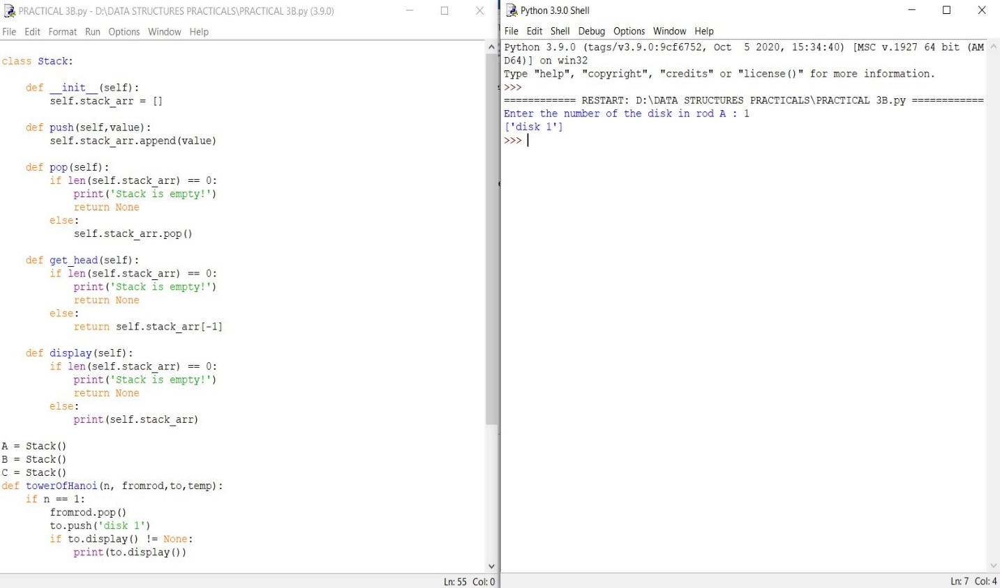 PRACTICAL 3B.py - D:\DATA STRUCTURES PRACTICALS\PRACTICAL 3B.py (3.9.0)
File Edit Format Run Options Window Help
class Stack:
    def __init__(self):
        self.stack_arr = []
    def push(self,value):
        self.stack_arr.append(value)
    def pop(self):
        if len(self.stack_arr) == 0:
            print('Stack is empty!')
            return None
        else:
            self.stack_arr.pop()
    def get_head(self):
        if len(self.stack_arr) == 0:
            print('Stack is empty!')
            return None
        else:
            return self.stack_arr[-1]
    def display(self):
        if len(self.stack_arr) == 0:
            print('Stack is empty!')
            return None
        else:
            print(self.stack_arr)
A = Stack()
B = Stack()
C = Stack()
def towerOfHanoi(n, fromrod,to,temp):
    if n == 1:
        fromrod.pop()
        to.push('disk 1')
        if to.display() != None:
            print(to.display())
Ln: 55 Col: 0
Python 3.9.0 Shell
File Edit Shell Debug Options Window Help
Python 3.9.0 (tags/v3.9.0:9cf6752, Oct  5 2020, 15:34:40) [MSC v.1927 64 bit (AM
D64)] on win32
Type "help", "copyright", "credits" or "license()" for more information.
>>>
============ RESTART: D:\DATA STRUCTURES PRACTICALS\PRACTICAL 3B.py ============
Enter the number of the disk in rod A : 1
['disk 1']
>>>
Ln: 7 Col: 4